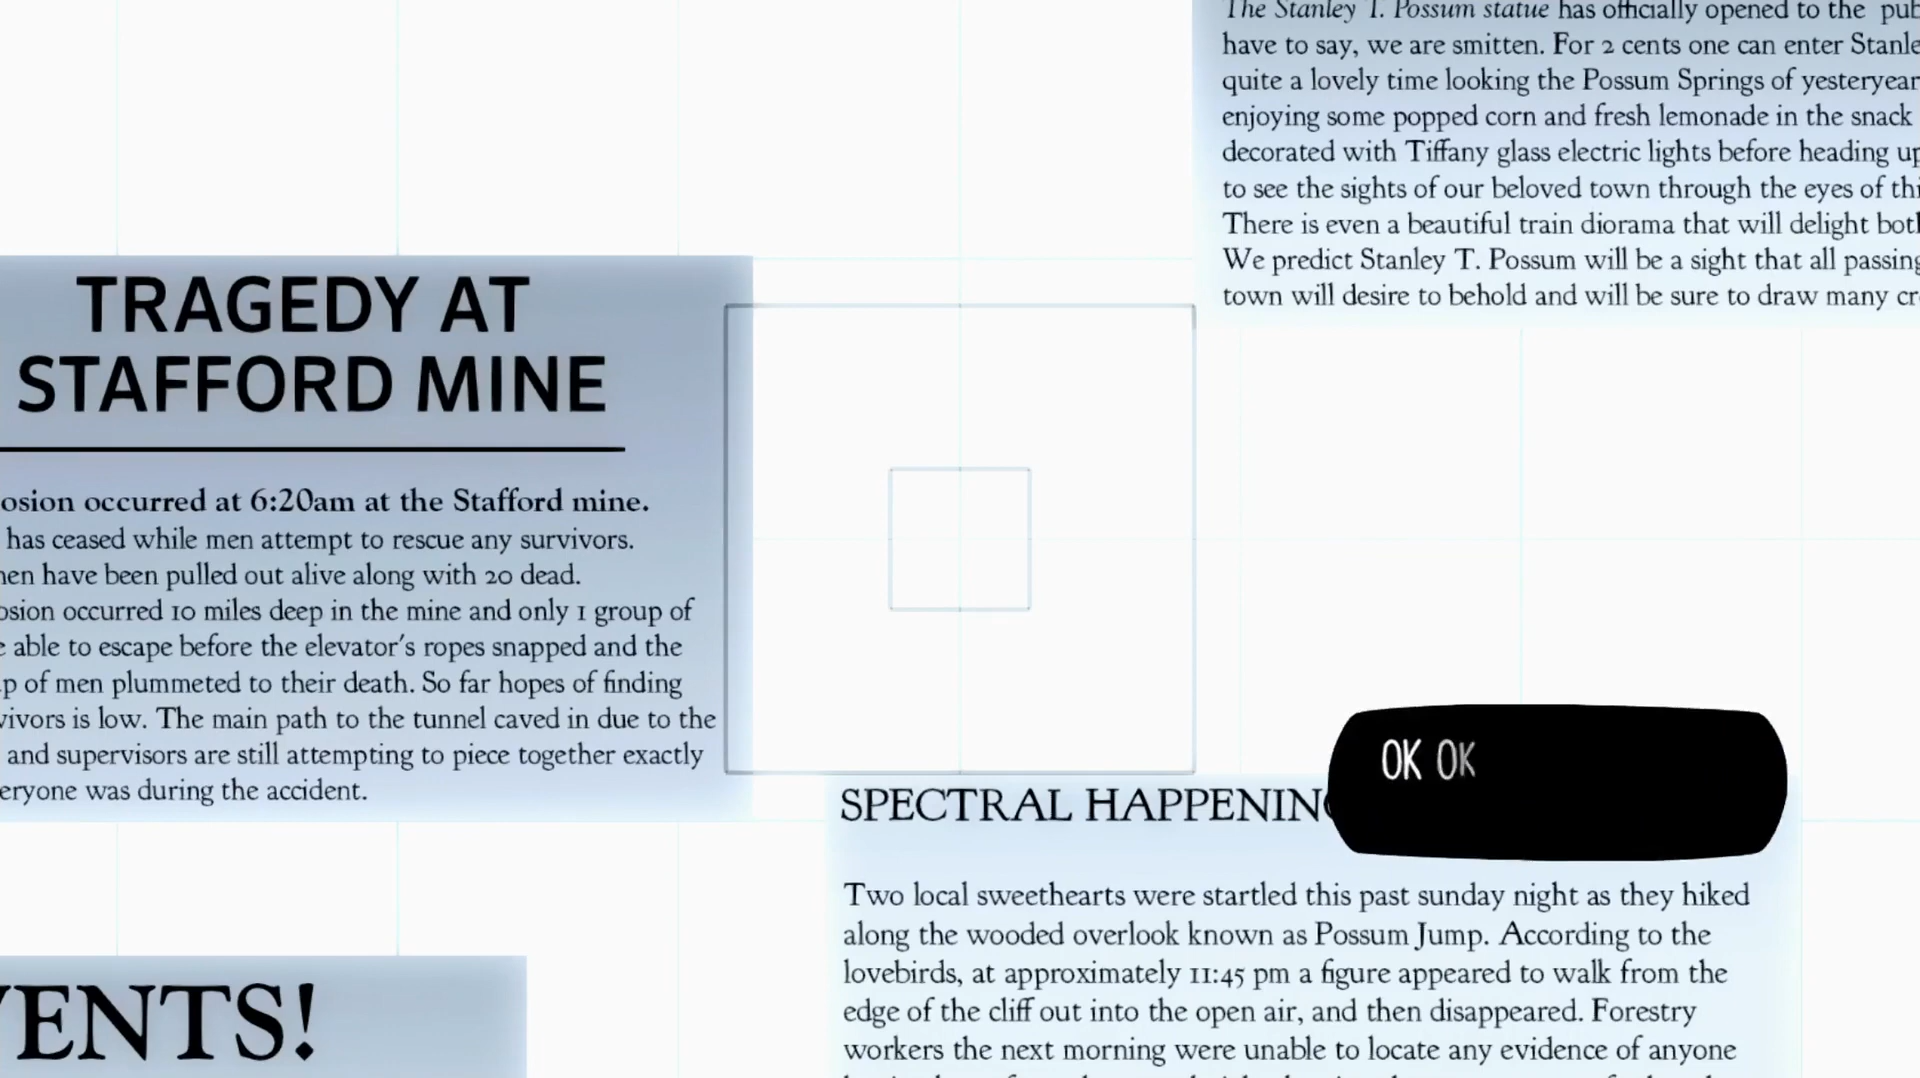 The Stanley T. Possum statue has officially opened to the
have to say, we are smitten. For 2 cents one can enter
quite a lovely time looking the Possum Springs of
enjoying some popped corn and fresh lemonade in the snack
decorated with Tiffany glass electric lights before heading
to see the sights of our beloved town through the eyes of
There is even a beautiful train diorama that will delight
We predict Stanley T. Possum will be a sight that all
town will desire to behold and will be sure to draw many
TRAGEDY AT
STAFFORD MINE
occurred at 6:20am at the Stafford mine.
has ceased while men attempt to rescue any survivors.
have been pulled out alive along with 20 dead.
occurred 10 miles deep in the mine and only 1 group of
able to escape before the elevator's ropes snapped and the
of men plummeted to their death. So far hopes of finding
is low. The main path to the tunnel caved in due to the
and supervisors are still attempting to piece together exactly
was during the accident.
OK OK
SPECTRAL
Two local sweethearts were startled this past sunday night as they hiked
along the wooded overlook known as Possum Jump. According to the
lovebirds, at approximately 11:45 pm a figure appeared to walk from the
edge of the cliff out into the open air, and then disappeared. Forestry
workers the next morning were unable to locate any evidence of anyone